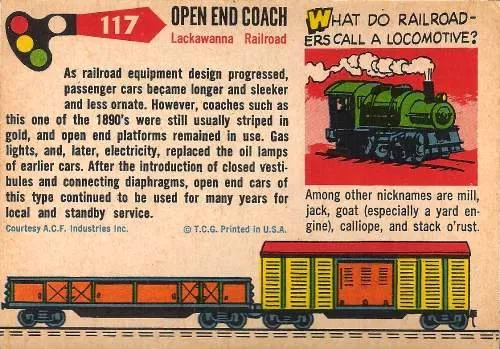 117
OPEN END COACH
Lackawanna Railroad
As railroad equipment design progressed,
passenger cars became longer and sleeker
and less ornate. However, coaches such as
this one of the 1890's were still usually striped in
gold, and open end platforms remained in use. Gas
lights, and, later, electricity, replaced the oil lamps
of earlier cars. After the introduction of closed vesti-
bules and connecting diaphragms, open end cars of
this type continued to be used for many years for
local and standby service.
Courtesy A.C.F. Industries Inc.
© T.C.G. Printed in U.S.A.
WHAT DO RAILROAD-
ERS CALL A LOCOMOTIVE?
Among other nicknames are mill,
jack, goat (especially a yard en-
gine), calliope, and stack o'rust.